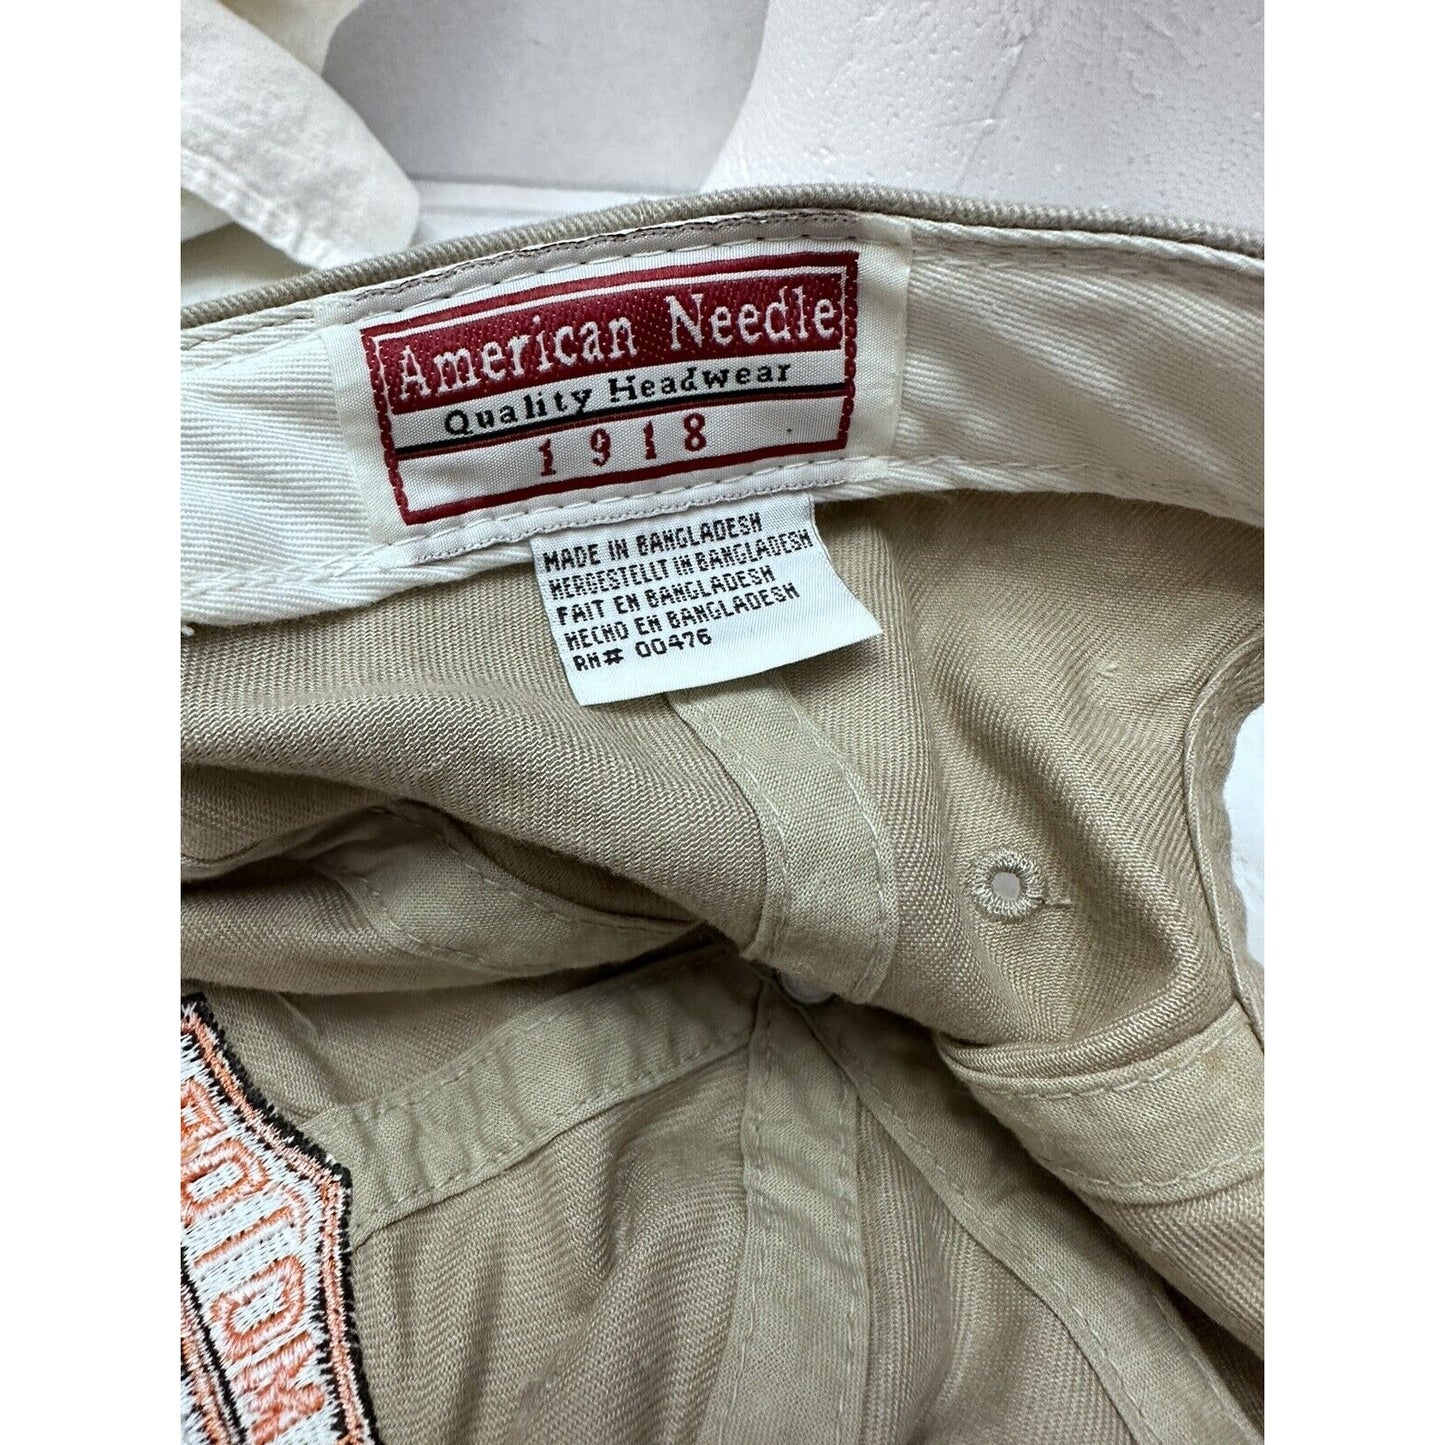 American Needle
Quality Headwear
1918
MADE IN BANGLADESH
HERGESTELLT IN BANGLADESH
FAIT EN BANGLADESH
HECHO EN BANGLADESH
RN# 00476